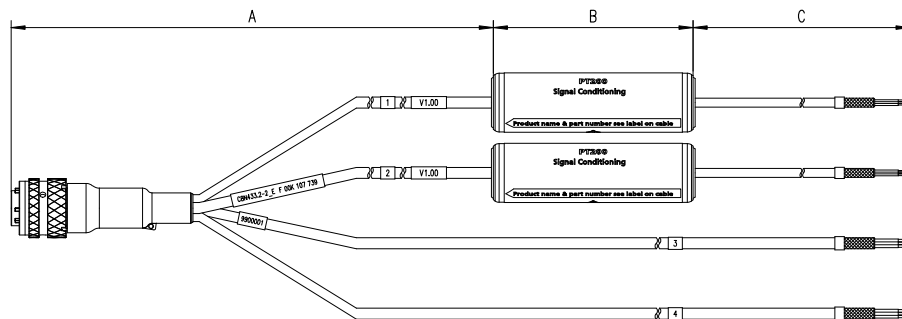 A B C
1 V1.00
PT200
Signal Conditioning
Product name & part number see label on cable
2 V1.00
PT200
Signal Conditioning
Product name & part number see label on cable
CBN433.2-2_E F 00K 107 739
9900001
3
4